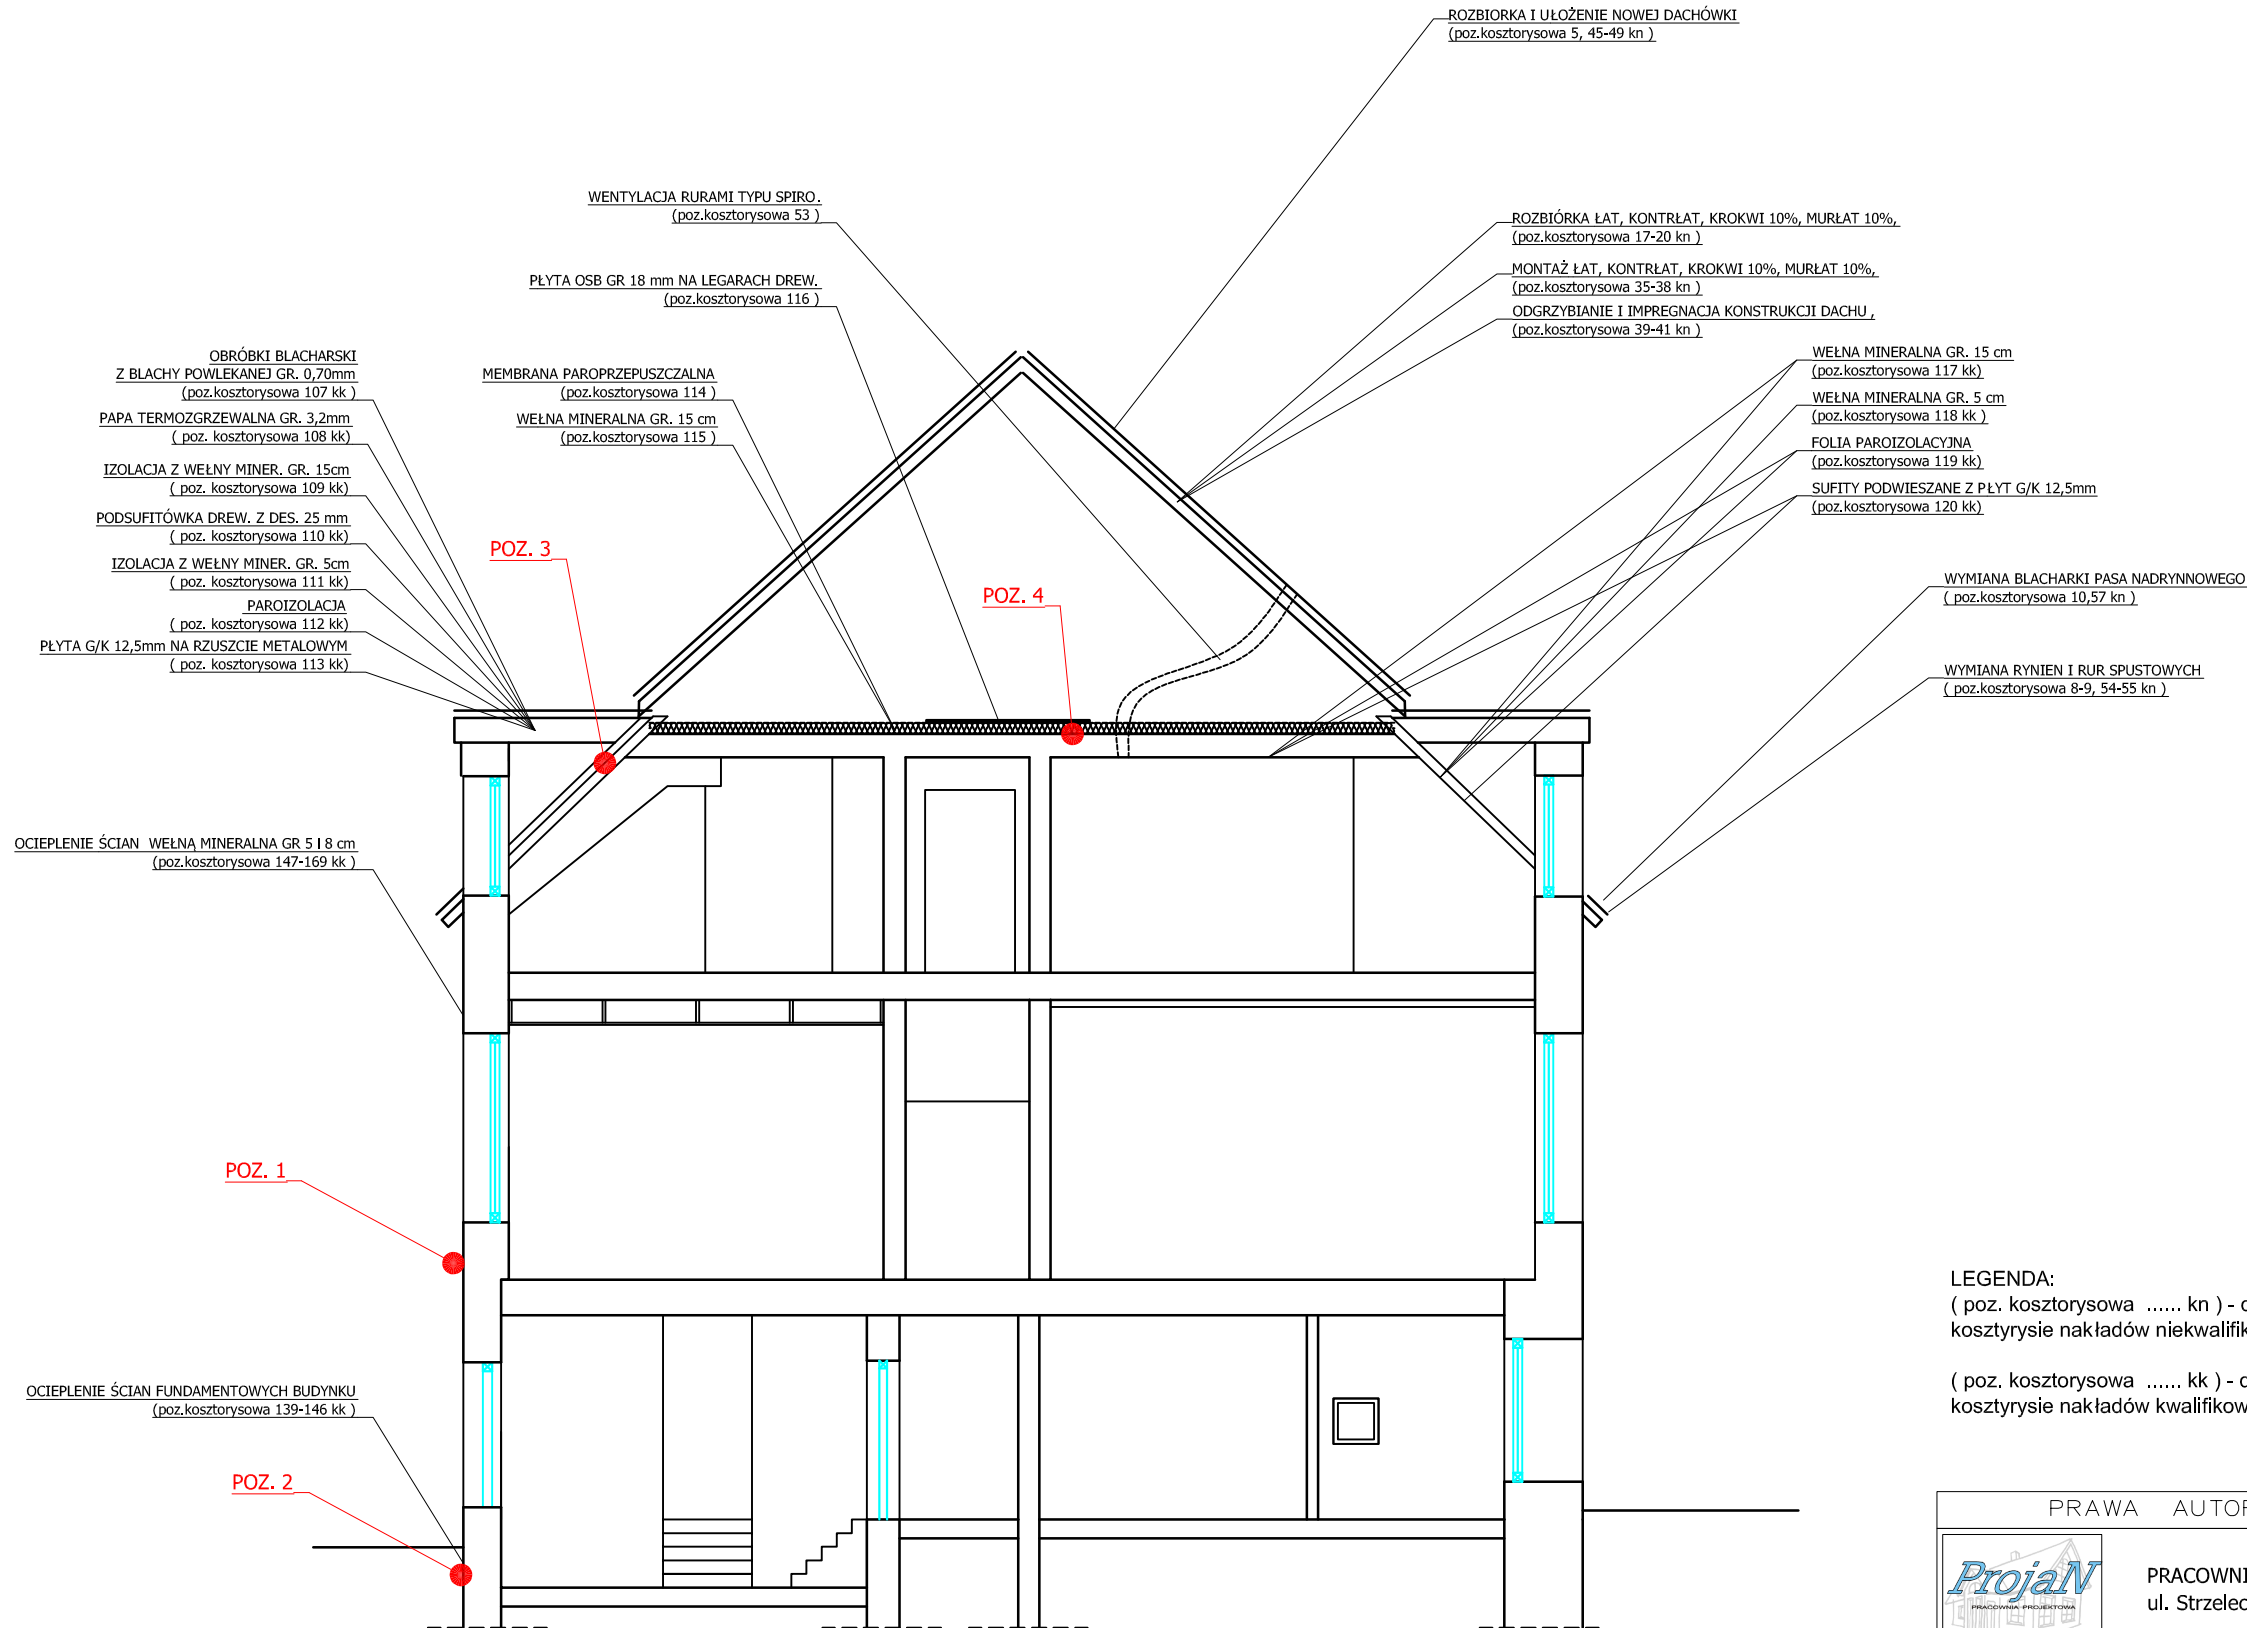 ROZBIORKA I UŁOŻENIE NOWEJ DACHÓWKI
(poz.kosztorysowa 5, 45-49 kn )
WENTYLACJA RURAMI TYPU SPIRO.
(poz.kosztorysowa 53 )
ROZBIÓRKA ŁAT, KONTRŁAT, KROKWI 10%, MURŁAT 10%,
(poz.kosztorysowa 17-20 kn )
MONTAŻ ŁAT, KONTRŁAT, KROKWI 10%, MURŁAT 10%,
(poz.kosztorysowa 35-38 kn )
ODGRZYBIANIE I IMPREGNACJA KONSTRUKCJI DACHU ,
(poz.kosztorysowa 39-41 kn )
PŁYTA OSB GR 18 mm NA LEGARACH DREW.
(poz.kosztorysowa 116 )
OBRÓBKI BLACHARSKI
Z BLACHY POWLEKANEJ GR. 0,70mm
(poz.kosztorysowa 107 kk )
PAPA TERMOZGRZEWALNA GR. 3,2mm
( poz. kosztorysowa 108 kk)
IZOLACJA Z WEŁNY MINER. GR. 15cm
( poz. kosztorysowa 109 kk)
PODSUFITÓWKA DREW. Z DES. 25 mm
( poz. kosztorysowa 110 kk)
IZOLACJA Z WEŁNY MINER. GR. 5cm
( poz. kosztorysowa 111 kk)
PAROIZOLACJA
( poz. kosztorysowa 112 kk)
PŁYTA G/K 12,5mm NA RZUSZCIE METALOWYM
( poz. kosztorysowa 113 kk)
MEMBRANA PAROPRZEPUSZCZALNA
(poz.kosztorysowa 114 )
WEŁNA MINERALNA GR. 15 cm
(poz.kosztorysowa 115 )
WEŁNA MINERALNA GR. 15 cm
(poz.kosztorysowa 117 kk)
WEŁNA MINERALNA GR. 5 cm
(poz.kosztorysowa 118 kk )
FOLIA PAROIZOLACYJNA
(poz.kosztorysowa 119 kk)
SUFITY PODWIESZANE Z PŁYT G/K 12,5mm
(poz.kosztorysowa 120 kk)
POZ. 3
POZ. 4
WYMIANA BLACHARKI PASA NADRYNNOWEGO
( poz.kosztorysowa 10,57 kn )
WYMIANA RYNIEN I RUR SPUSTOWYCH
( poz.kosztorysowa 8-9, 54-55 kn )
OCIEPLENIE ŚCIAN WEŁNĄ MINERALNA GR 5 I 8 cm
(poz.kosztorysowa 147-169 kk )
POZ. 1
OCIEPLENIE ŚCIAN FUNDAMENTOWYCH BUDYNKU
(poz.kosztorysowa 139-146 kk )
POZ. 2
LEGENDA:
( poz. kosztorysowa ...... kn ) -
kosztyrysie nakładów
( poz. kosztorysowa ...... kk ) -
kosztyrysie nakładów
PRAWA
ProjaN
PRACOWNIA PROJEKTOWA
ul.